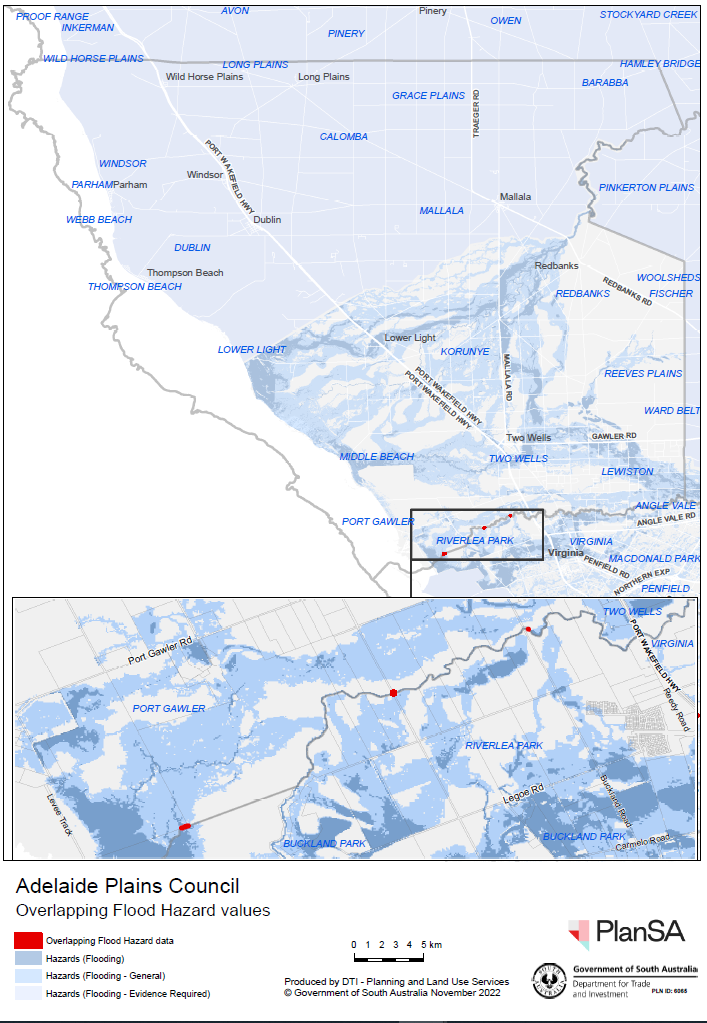 PROOF RANGE
AVON
Pinery
OWEN
STOCKYARD CREEK
INKERMAN
PINERY
WILD HORSE PLAINS
LONG PLAINS
HAMLEY BRIDGE
Wild Horse Plains
Long Plains
BARABBA
GRACE PLAINS
TRAEGER RD
CALOMBA
PORT WAKEFIELD HWY
WINDSOR
Windsor
PARHAM
Parham
PINKERTON PLAINS
Mallala
MALLALA
WEBB BEACH
Dublin
DUBLIN
Thompson Beach
THOMPSON BEACH
Redbanks
WOOLSHEDS
REDBANKS
REDBANKS RD
FISCHER
Lower Light
LOWER LIGHT
KORUNYE
MALLALA RD
REEVES PLAINS
PORT WAKEFIELD HWY
PORT WAKEFIELD HWY
WARD BELT
Two Wells
GAWLER RD
MIDDLE BEACH
TWO WELLS
LEWISTON
ANGLE VALE
PORT GAWLER
ANGLE VALE RD
RIVERLEA PARK
VIRGINIA
Virginia
PENFIELD RD
MACDONALD PARK
NORTHERN EXP
PENFIELD
TWO WELLS
PORT WAKEFIELD HWY
VIRGINIA
Port Gawler Rd
Reedy Road
PORT GAWLER
RIVERLEA PARK
Legoe Rd
Buckland Road
Levee Track
BUCKLAND PARK
BUCKLAND PARK
Carmelo Road
Adelaide Plains Council
Overlapping Flood Hazard values
Overlapping Flood Hazard data
Hazards (Flooding)
Hazards (Flooding - General)
Hazards (Flooding - Evidence Required)
0 1 2 3 4 5 km
Produced by DTI - Planning and Land Use Services
© Government of South Australia November 2022
PlanSA
Government of South Australia
Department for Trade
and Investment
PLN ID: 6065